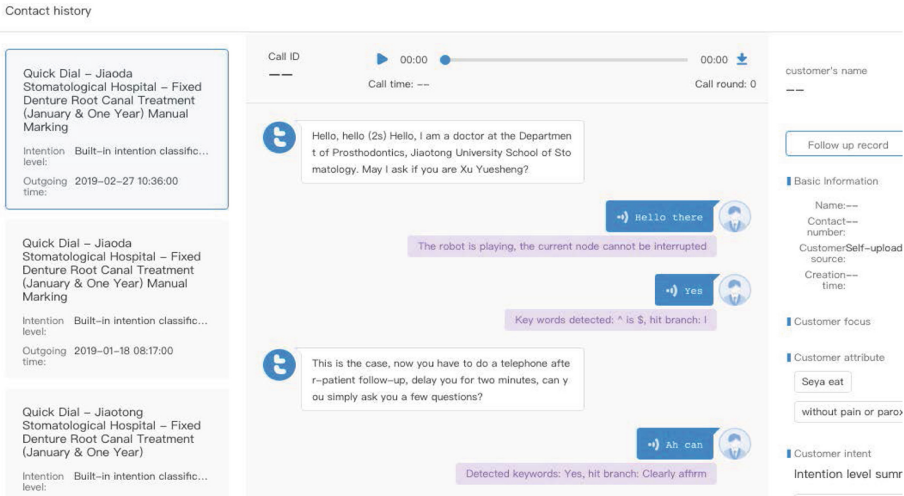 Contact history
Quick Dial – Jiaoda
Stomatological Hospital – Fixed
Denture Root Canal Treatment
(January & One Year) Manual
Marking
Intention level: Built–in intention classific...
Outgoing time: 2019–02–27 10:36:00
Quick Dial – Jiaoda
Stomatological Hospital – Fixed
Denture Root Canal Treatment
(January & One Year) Manual
Marking
Intention level: Built–in intention classific...
Outgoing time: 2019–01–18 08:17:00
Quick Dial – Jiaotong
Stomatological Hospital – Fixed
Denture Root Canal Treatment
(January & One Year)
Intention level: Built–in intention classific...
Call ID
––
00:00 00:00
Call time: –– Call round: 0
Hello, hello (2s) Hello, I am a doctor at the Departmen
t of Prosthodontics, Jiaotong University School of Sto
matology. May I ask if you are Xu Yuesheng?
Hello there
The robot is playing, the current node cannot be interrupted
Yes
Key words detected: ^ is $, hit branch: I
This is the case, now you have to do a telephone afte
r–patient follow–up, delay you for two minutes, can y
ou simply ask you a few questions?
Ah can
Detected keywords: Yes, hit branch: Clearly affirm
customer's name
––
Follow up record
Basic Information
Name:––
Contact number:––
Customer source:Self–upload
Creation time:––
Customer focus
Customer attribute
Seya eat
without pain or parox
Customer intent
Intention level sumr